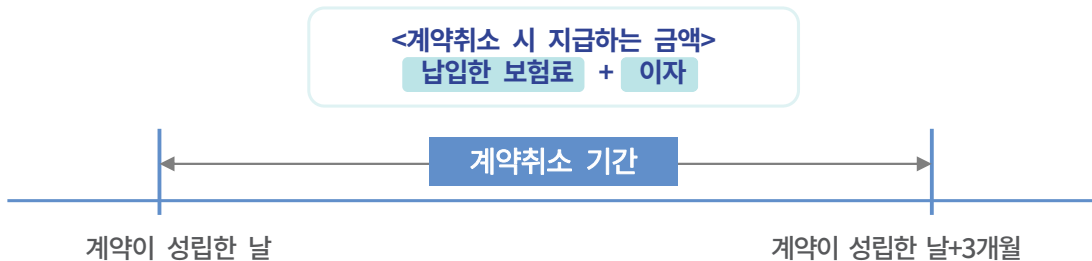 <계약취소 시 지급하는 금액>
납입한 보험료 + 이자
계약취소 기간
계약이 성립한 날
계약이 성립한 날+3개월